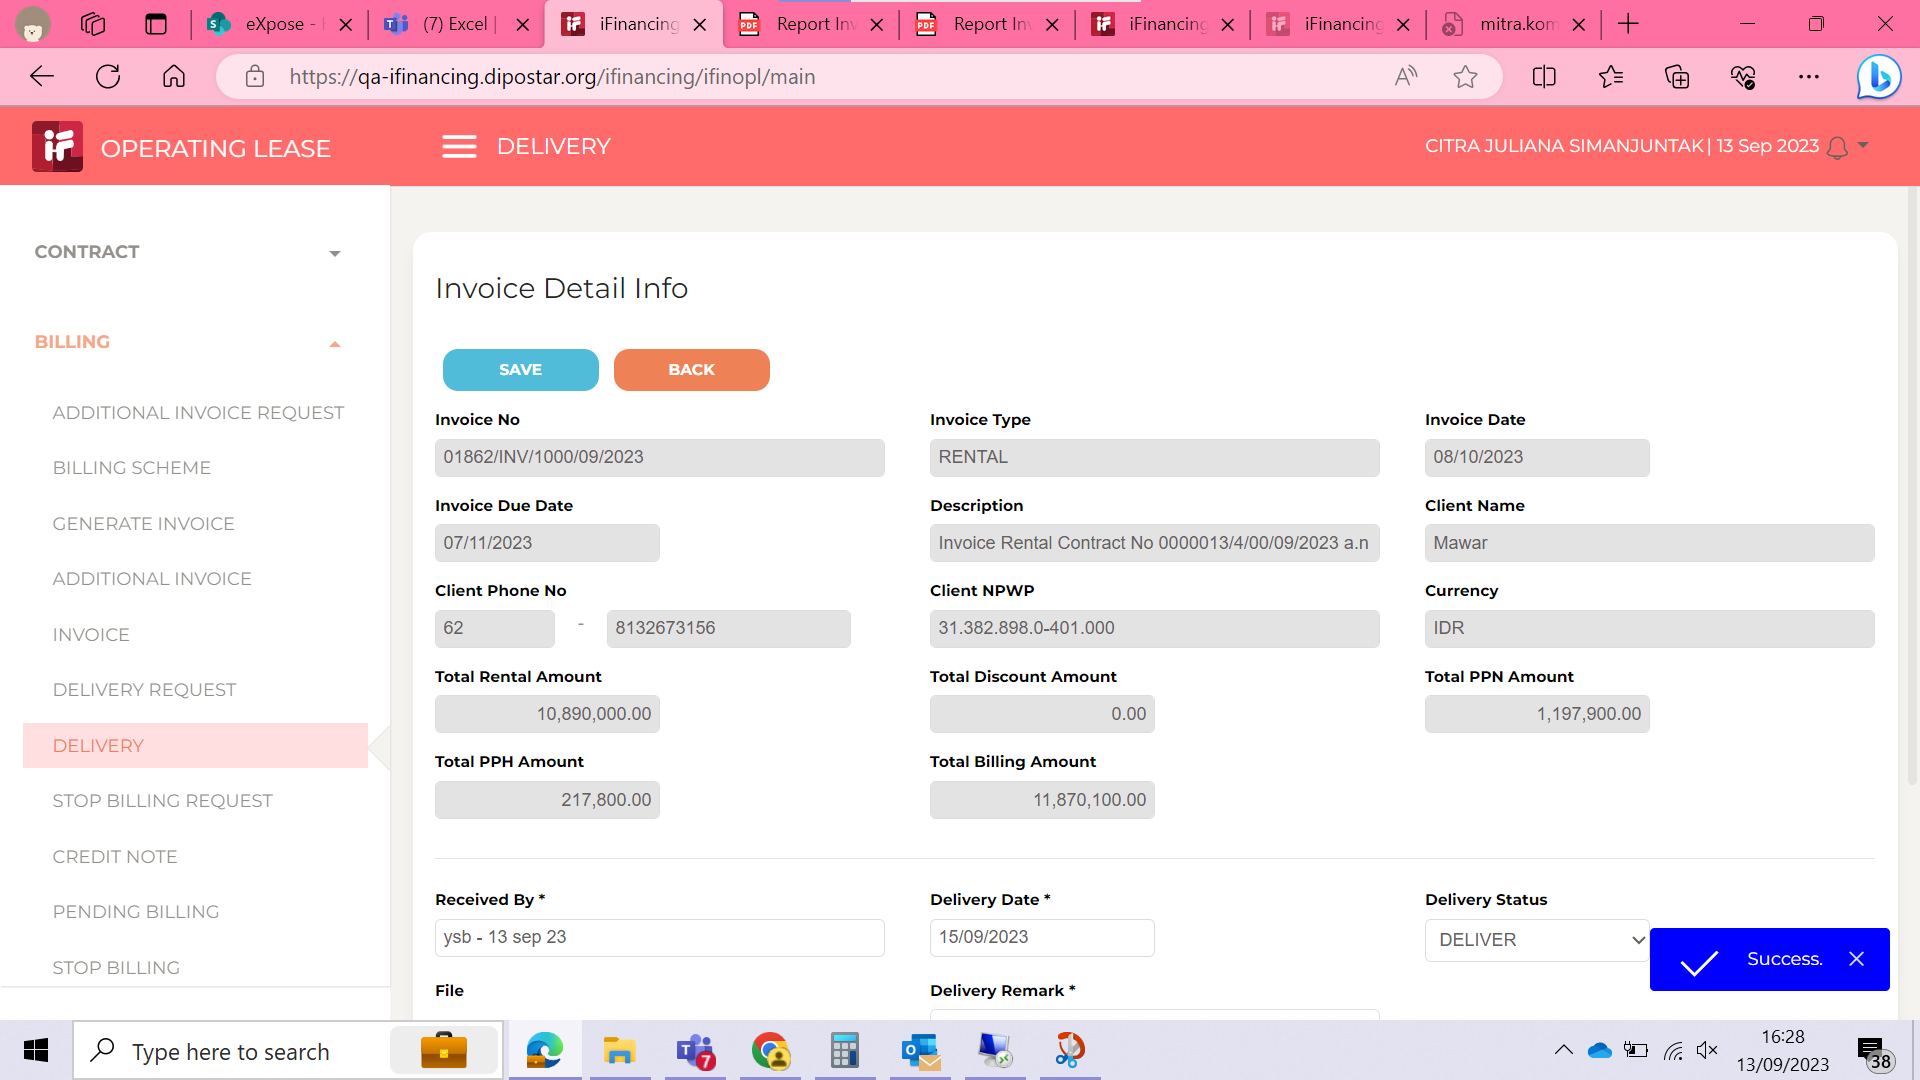 eXpose -
(7) Excel |
iFinancing
Report Inv
Report Inv
iFinancing
iFinancing
mitra.kom
https://qa-ifinancing.dipostar.org/ifinancing/ifinopl/main
iF OPERATING LEASE
DELIVERY
CITRA JULIANA SIMANJUNTAK | 13 Sep 2023
CONTRACT
BILLING
ADDITIONAL INVOICE REQUEST
BILLING SCHEME
GENERATE INVOICE
ADDITIONAL INVOICE
INVOICE
DELIVERY REQUEST
DELIVERY
STOP BILLING REQUEST
CREDIT NOTE
PENDING BILLING
STOP BILLING
Invoice Detail Info
SAVE
BACK
Invoice No
Invoice Type
Invoice Date
01862/INV/1000/09/2023
RENTAL
08/10/2023
Invoice Due Date
Description
Client Name
07/11/2023
Invoice Rental Contract No 0000013/4/00/09/2023 a.n
Mawar
Client Phone No
Client NPWP
Currency
62 - 8132673156
31.382.898.0-401.000
IDR
Total Rental Amount
Total Discount Amount
Total PPN Amount
10,890,000.00
0.00
1,197,900.00
Total PPH Amount
Total Billing Amount
217,800.00
11,870,100.00
Received By *
Delivery Date *
Delivery Status
ysb - 13 sep 23
15/09/2023
DELIVER
Success.
File
Delivery Remark *
Type here to search
7
16:28
13/09/2023
38